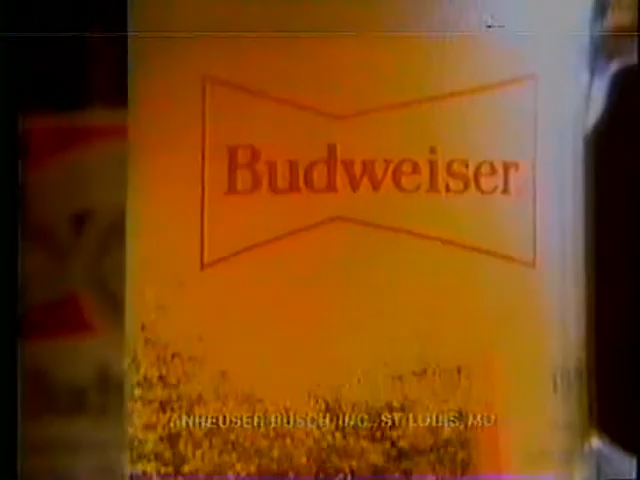 Budweiser
ANHEUSER-BUSCH, INC., ST. LOUIS, MO.